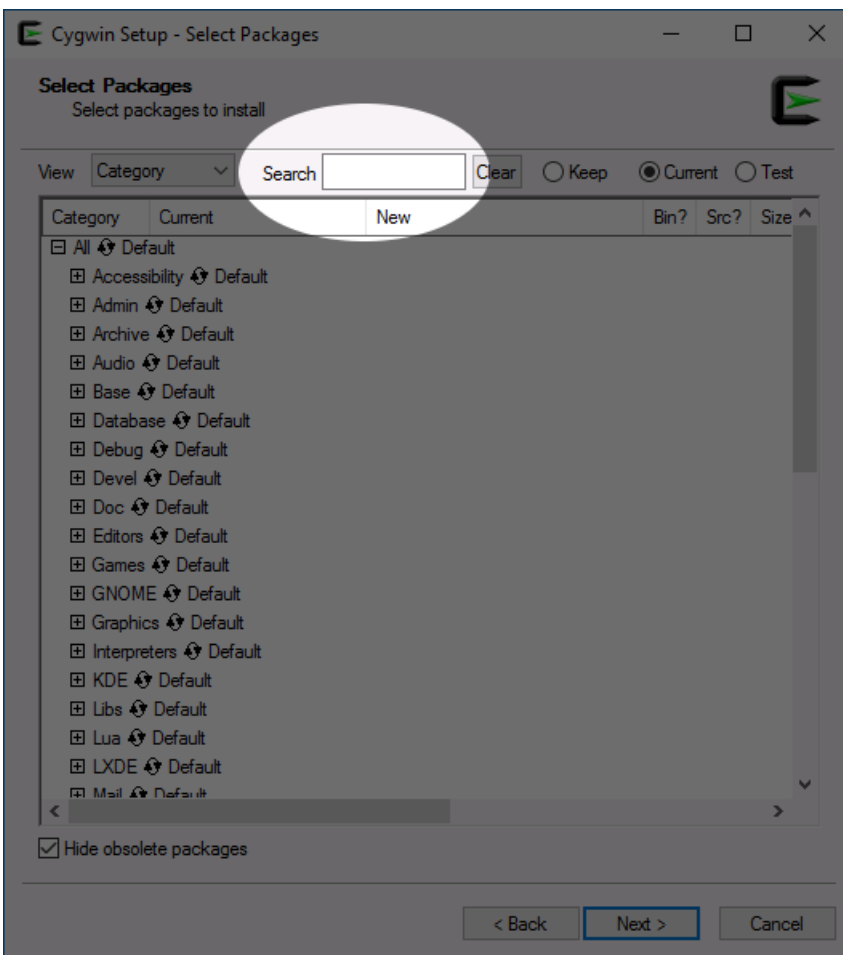 Cygwin Setup - Select Packages
Select Packages
Select packages to install
View Category Search Clear Keep Current Test
Category Current New Bin? Src? Size
All Default
Accessibility Default
Admin Default
Archive Default
Audio Default
Base Default
Database Default
Debug Default
Devel Default
Doc Default
Editors Default
Games Default
GNOME Default
Graphics Default
Interpreters Default
KDE Default
Libs Default
Lua Default
LXDE Default
Mail Default
Hide obsolete packages
< Back Next > Cancel